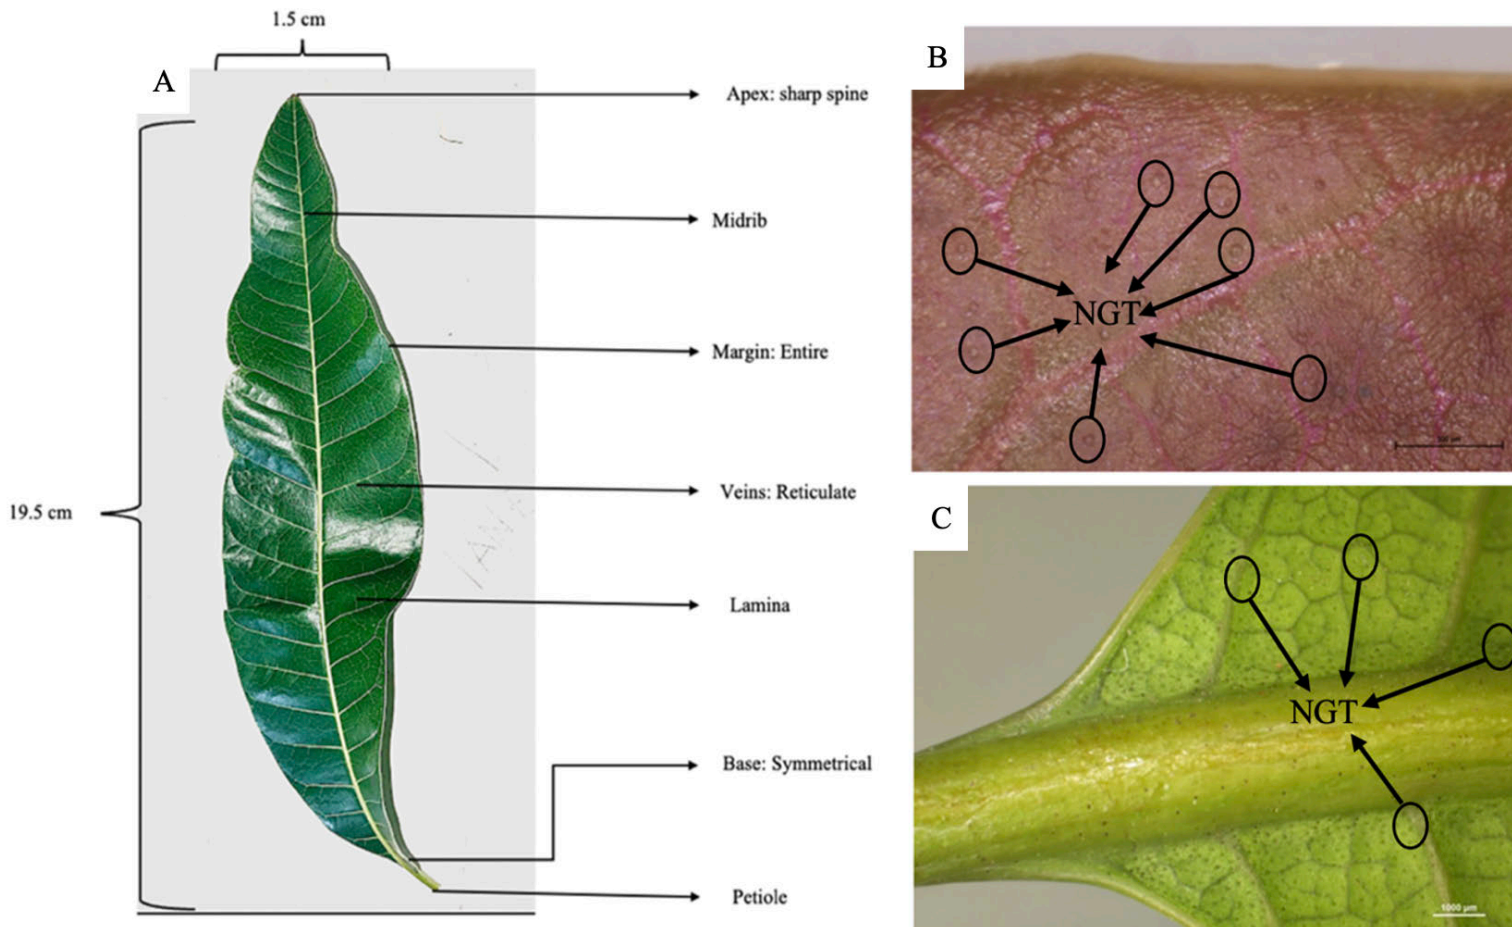 1.5 cm
A
Apex: sharp spine
Midrib
Margin: Entire
Veins: Reticulate
19.5 cm
Lamina
Base: Symmetrical
Petiole
B
NGT
C
NGT
1000 µm